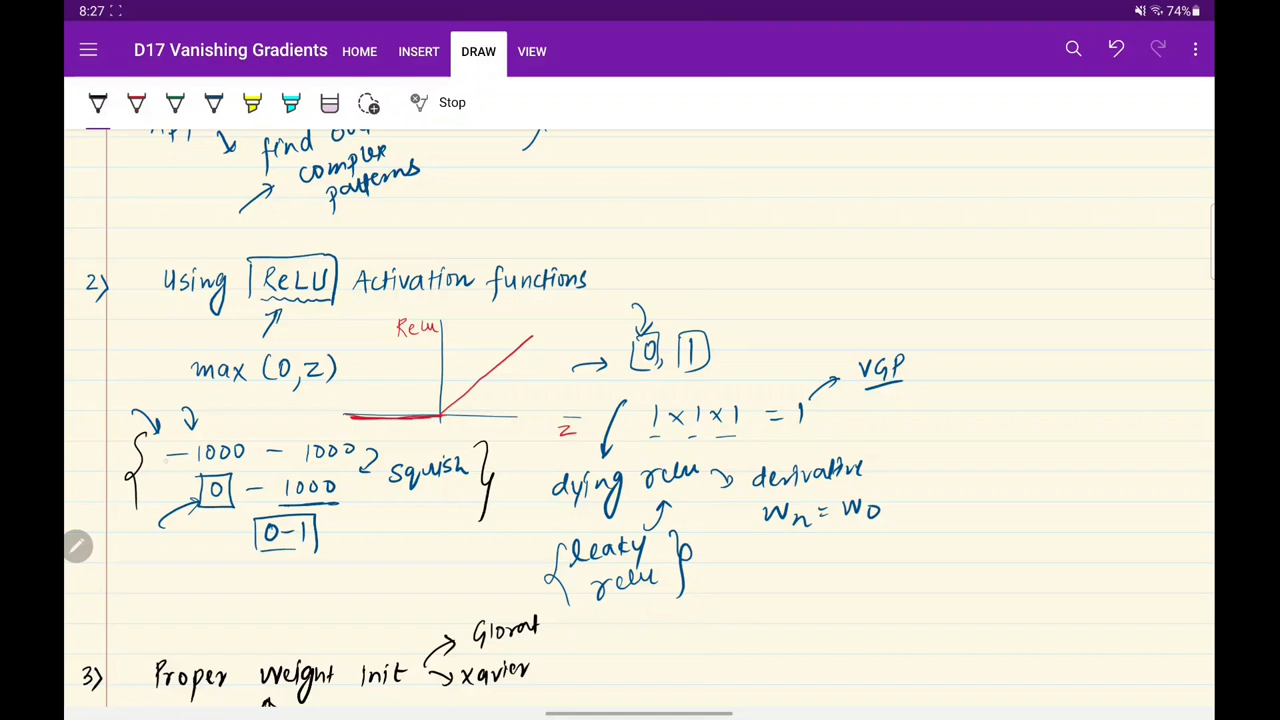 8:27
74%
D17 Vanishing Gradients HOME INSERT DRAW VIEW
Stop
find
complex
patterns
2) Using ReLU Activation functions
Relu
max (0,z)
0, 1
VGP
z
1 x 1 x 1 = 1
-1000 - 1000
0 - 1000
squish
0-1
dying relu
derivative
Wn = W0
{leaky relu}
3) Proper weight init
Glorot
xavier